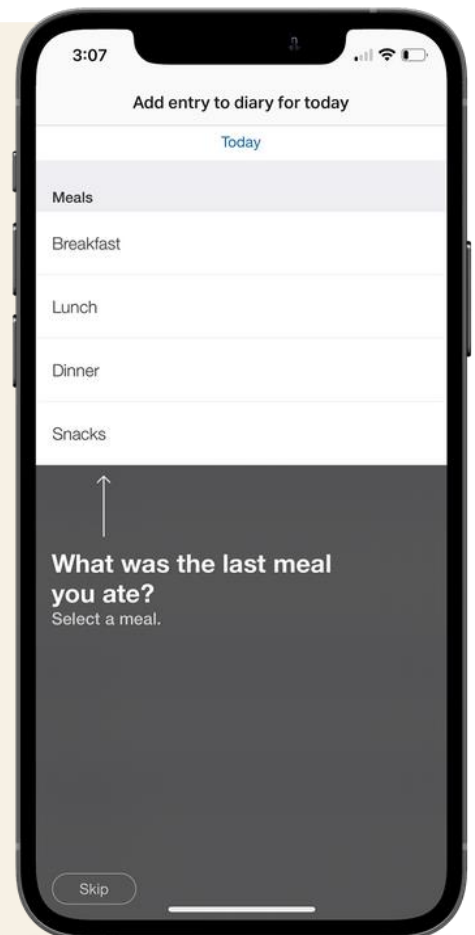 3:07
Add entry to diary for today
Today
Meals
Breakfast
Lunch
Dinner
Snacks
What was the last meal
you ate?
Select a meal.
Skip